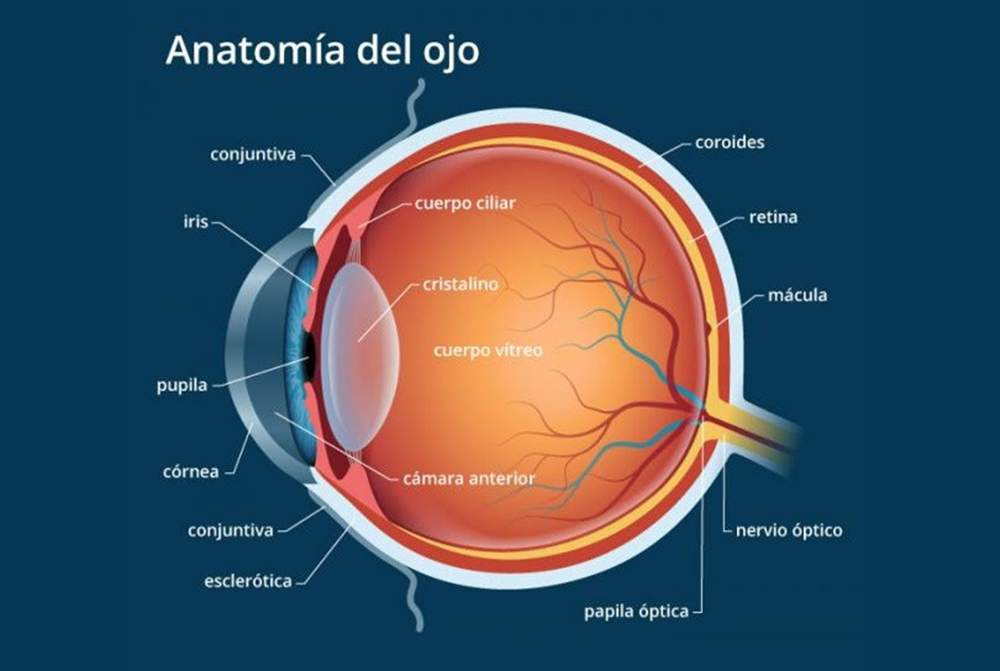 Anatomía del ojo
conjuntiva
coroides
cuerpo ciliar
iris
retina
cristalino
mácula
cuerpo vítreo
pupila
córnea
cámara anterior
conjuntiva
nervio óptico
esclerótica
papila óptica